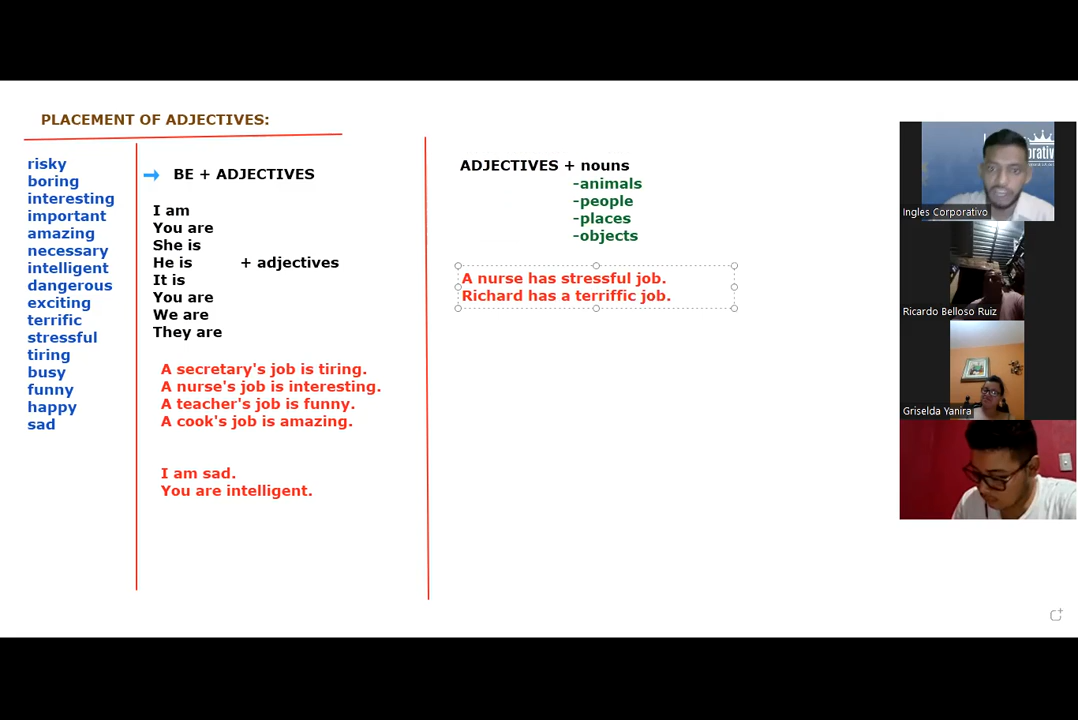 PLACEMENT OF ADJECTIVES:
risky
boring
interesting
important
amazing
necessary
intelligent
dangerous
exciting
terrific
stressful
tiring
busy
funny
happy
sad
BE + ADJECTIVES
I am
You are
She is
He is + adjectives
It is
You are
We are
They are
A secretary's job is tiring.
A nurse's job is interesting.
A teacher's job is funny.
A cook's job is amazing.
I am sad.
You are intelligent.
ADJECTIVES + nouns
-animals
-people
-places
-objects
A nurse has stressful job.
Richard has a terriffic job.
Ingles Corporativo
Ricardo Belloso Ruiz
Griselda Yanira